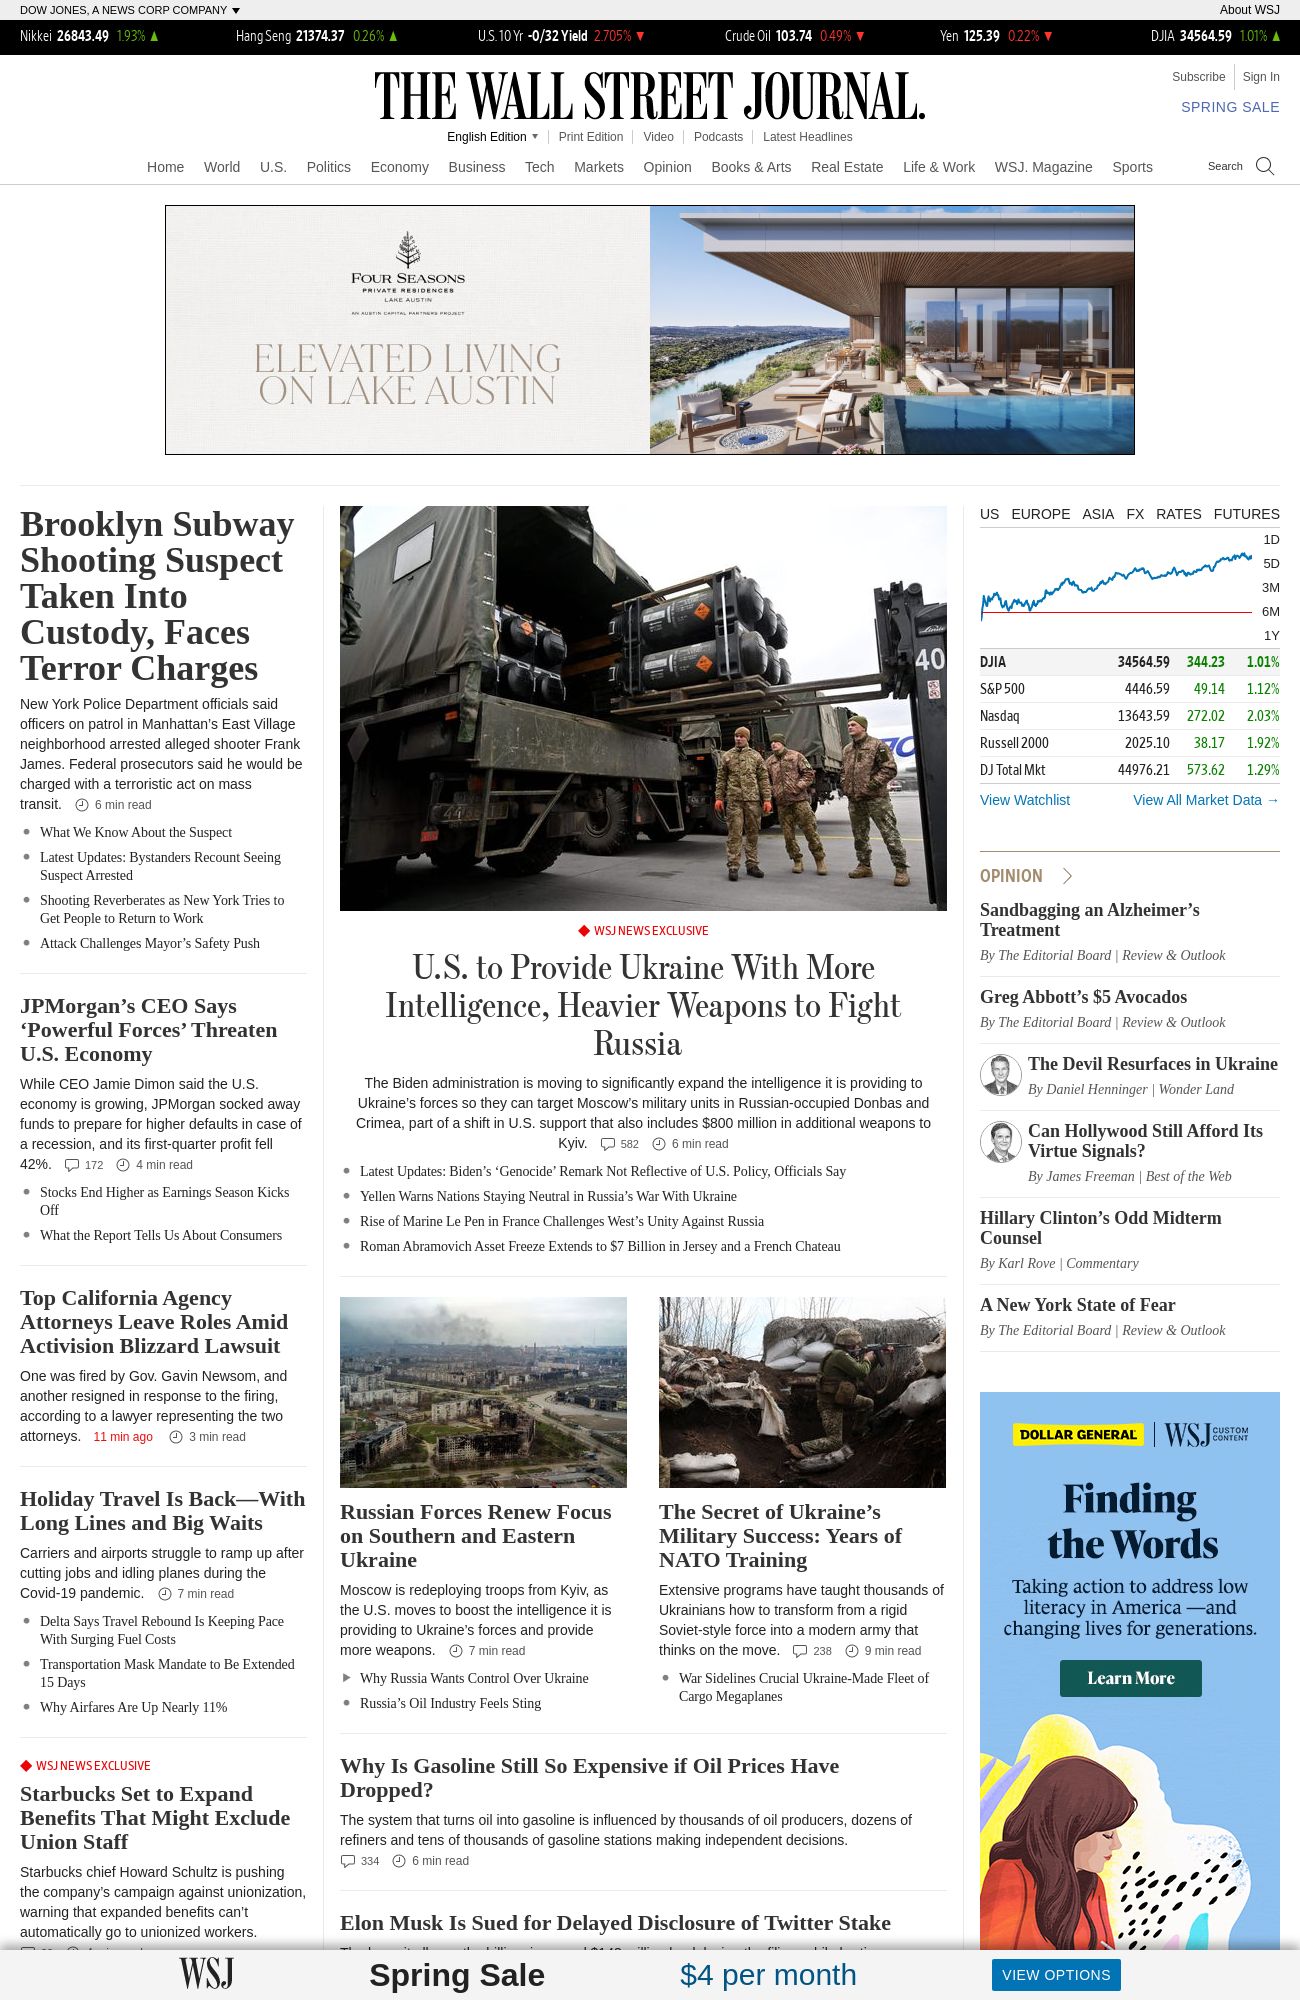 DOW JONES, A NEWS CORP COMPANY
About WSJ
Nikkei 26843.49 1.93%
Hang Seng 21374.37 0.26%
U.S. 10 Yr -0/32 Yield 2.705%
Crude Oil 103.74 0.49%
Yen 125.39 0.22%
DJIA 34564.59 1.01%
Subscribe
Sign In
THE WALL STREET JOURNAL.
SPRING SALE
English Edition
Print Edition
Video
Podcasts
Latest Headlines
Home World U.S. Politics Economy Business Tech Markets Opinion Books & Arts Real Estate Life & Work WSJ. Magazine Sports
Search
FOUR SEASONS
PRIVATE RESIDENCES
LAKE AUSTIN
AN AUSTIN CAPITAL PARTNERS PROJECT
ELEVATED LIVING
ON LAKE AUSTIN
Brooklyn Subway
Shooting Suspect
Taken Into
Custody, Faces
Terror Charges
New York Police Department officials said
officers on patrol in Manhattan's East Village
neighborhood arrested alleged shooter Frank
James. Federal prosecutors said he would be
charged with a terroristic act on mass
transit. 6 min read
What We Know About the Suspect
Latest Updates: Bystanders Recount Seeing
Suspect Arrested
Shooting Reverberates as New York Tries to
Get People to Return to Work
Attack Challenges Mayor's Safety Push
JPMorgan's CEO Says
'Powerful Forces' Threaten
U.S. Economy
While CEO Jamie Dimon said the U.S.
economy is growing, JPMorgan socked away
funds to prepare for higher defaults in case of
a recession, and its first-quarter profit fell
42%. 172 4 min read
Stocks End Higher as Earnings Season Kicks
Off
What the Report Tells Us About Consumers
Top California Agency
Attorneys Leave Roles Amid
Activision Blizzard Lawsuit
One was fired by Gov. Gavin Newsom, and
another resigned in response to the firing,
according to a lawyer representing the two
attorneys. 11 min ago 3 min read
Holiday Travel Is Back—With
Long Lines and Big Waits
Carriers and airports struggle to ramp up after
cutting jobs and idling planes during the
Covid-19 pandemic. 7 min read
Delta Says Travel Rebound Is Keeping Pace
With Surging Fuel Costs
Transportation Mask Mandate to Be Extended
15 Days
Why Airfares Are Up Nearly 11%
WSJ NEWS EXCLUSIVE
Starbucks Set to Expand
Benefits That Might Exclude
Union Staff
Starbucks chief Howard Schultz is pushing
the company's campaign against unionization,
warning that expanded benefits can't
automatically go to unionized workers.
Linde
40
WSJ NEWS EXCLUSIVE
U.S. to Provide Ukraine With More
Intelligence, Heavier Weapons to Fight
Russia
The Biden administration is moving to significantly expand the intelligence it is providing to
Ukraine's forces so they can target Moscow's military units in Russian-occupied Donbas and
Crimea, part of a shift in U.S. support that also includes $800 million in additional weapons to
Kyiv. 582 6 min read
Latest Updates: Biden's 'Genocide' Remark Not Reflective of U.S. Policy, Officials Say
Yellen Warns Nations Staying Neutral in Russia's War With Ukraine
Rise of Marine Le Pen in France Challenges West's Unity Against Russia
Roman Abramovich Asset Freeze Extends to $7 Billion in Jersey and a French Chateau
Russian Forces Renew Focus
on Southern and Eastern
Ukraine
Moscow is redeploying troops from Kyiv, as
the U.S. moves to boost the intelligence it is
providing to Ukraine's forces and provide
more weapons. 7 min read
Why Russia Wants Control Over Ukraine
Russia's Oil Industry Feels Sting
The Secret of Ukraine's
Military Success: Years of
NATO Training
Extensive programs have taught thousands of
Ukrainians how to transform from a rigid
Soviet-style force into a modern army that
thinks on the move. 238 9 min read
War Sidelines Crucial Ukraine-Made Fleet of
Cargo Megaplanes
Why Is Gasoline Still So Expensive if Oil Prices Have
Dropped?
The system that turns oil into gasoline is influenced by thousands of oil producers, dozens of
refiners and tens of thousands of gasoline stations making independent decisions.
334 6 min read
Elon Musk Is Sued for Delayed Disclosure of Twitter Stake
US EUROPE ASIA FX RATES FUTURES
1D
5D
3M
6M
1Y
DJIA 34564.59 344.23 1.01%
S&P 500 4446.59 49.14 1.12%
Nasdaq 13643.59 272.02 2.03%
Russell 2000 2025.10 38.17 1.92%
DJ Total Mkt 44976.21 573.62 1.29%
View Watchlist
View All Market Data →
OPINION
Sandbagging an Alzheimer's
Treatment
By The Editorial Board | Review & Outlook
Greg Abbott's $5 Avocados
By The Editorial Board | Review & Outlook
The Devil Resurfaces in Ukraine
By Daniel Henninger | Wonder Land
Can Hollywood Still Afford Its
Virtue Signals?
By James Freeman | Best of the Web
Hillary Clinton's Odd Midterm
Counsel
By Karl Rove | Commentary
A New York State of Fear
By The Editorial Board | Review & Outlook
DOLLAR GENERAL
WSJ CUSTOM
CONTENT
Finding
the Words
Taking action to address low
literacy in America —and
changing lives for generations.
Learn More
WSJ
Spring Sale
$4 per month
VIEW OPTIONS